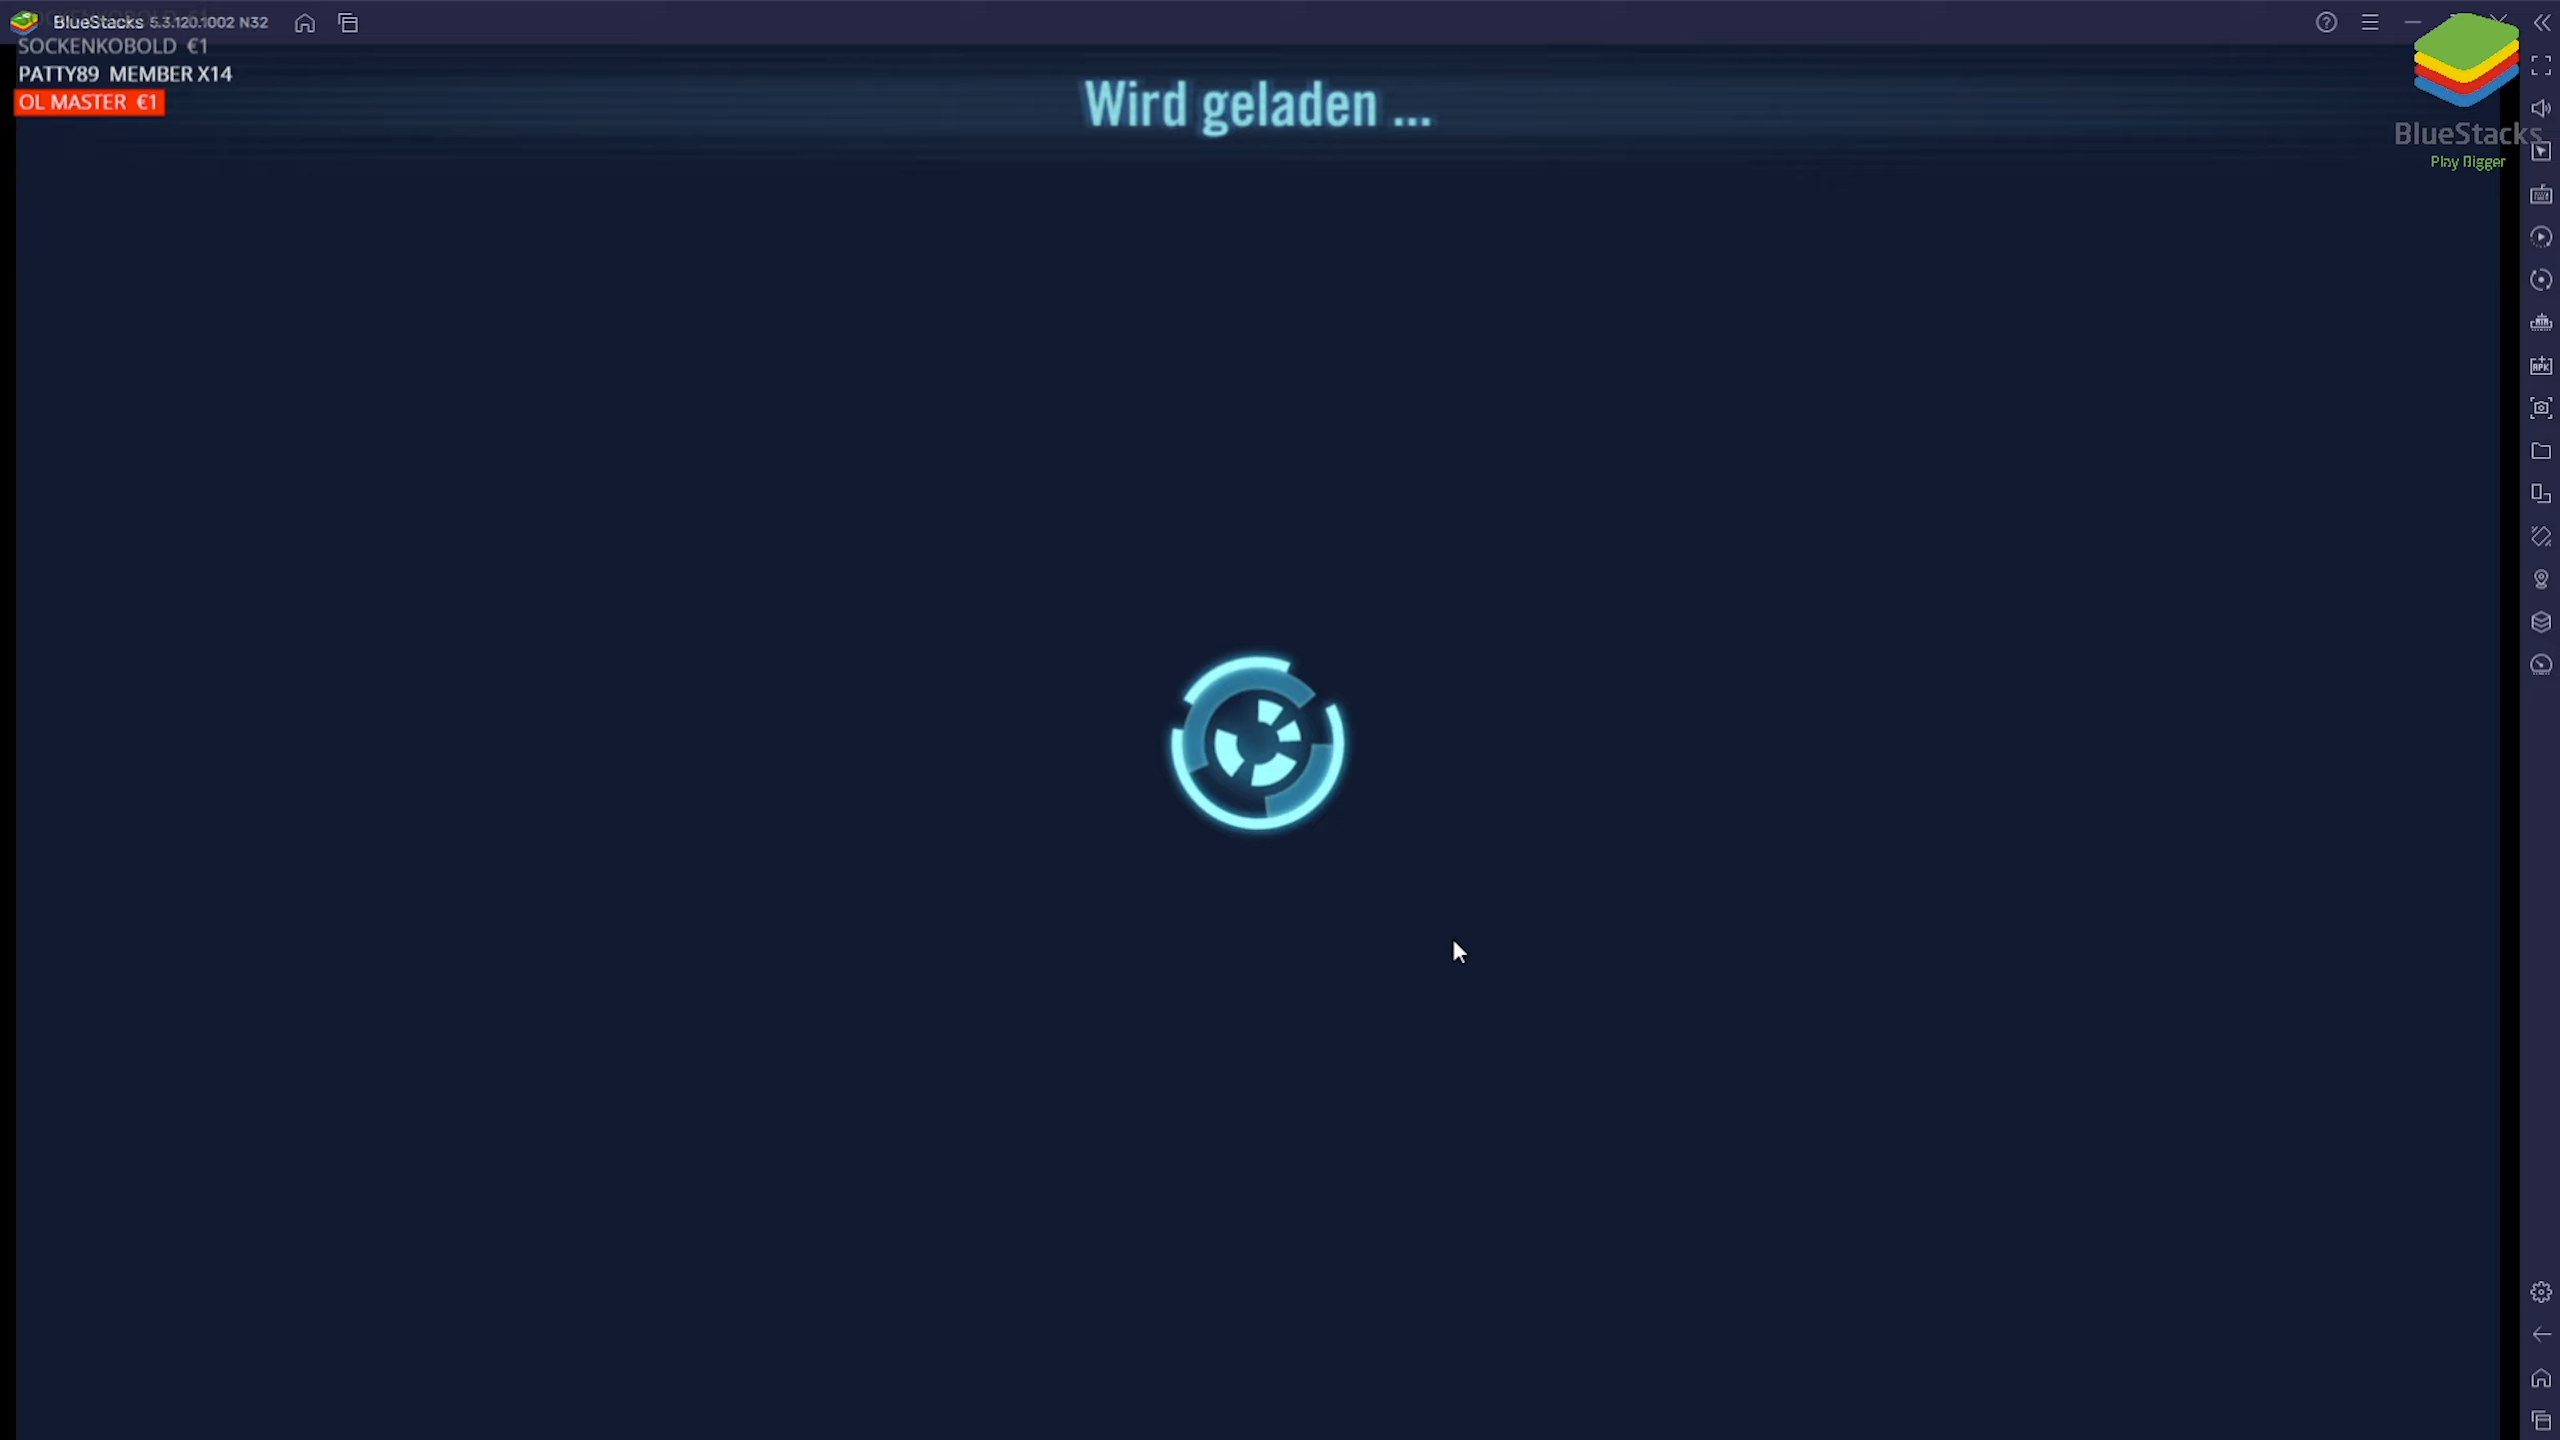 BlueStacks 5.3.120.1002 N32
SOCKENKOBOLD €1
PATTY89 MEMBER X14
OL MASTER €1
Wird geladen ...
BlueStacks
Play Bigger